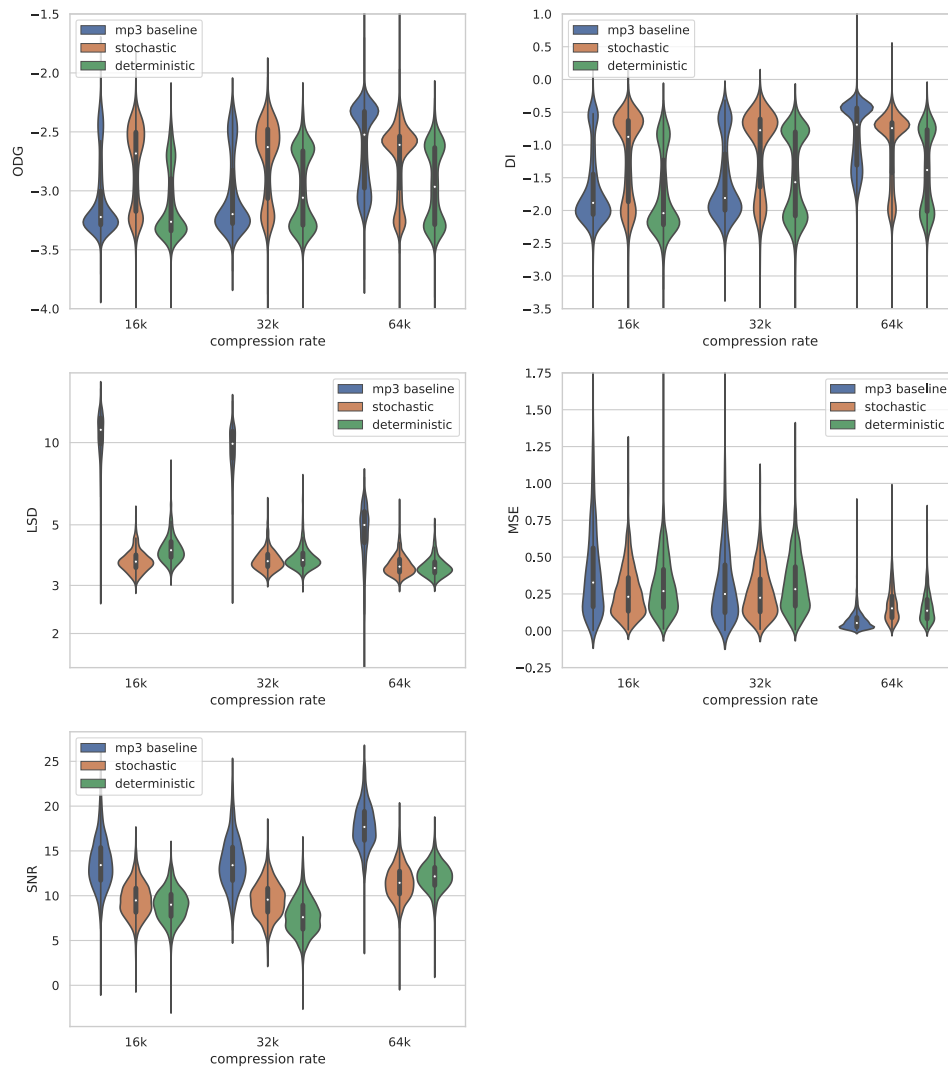 ODG
−1.5
−2.0
−2.5
−3.0
−3.5
−4.0
mp3 baseline
stochastic
deterministic
16k
32k
64k
compression rate
DI
1.0
0.5
0.0
−0.5
−1.0
−1.5
−2.0
−2.5
−3.0
−3.5
mp3 baseline
stochastic
deterministic
16k
32k
64k
compression rate
LSD
10
5
3
2
mp3 baseline
stochastic
deterministic
16k
32k
64k
compression rate
MSE
1.75
1.50
1.25
1.00
0.75
0.50
0.25
0.00
−0.25
mp3 baseline
stochastic
deterministic
16k
32k
64k
compression rate
SNR
25
20
15
10
5
0
mp3 baseline
stochastic
deterministic
16k
32k
64k
compression rate